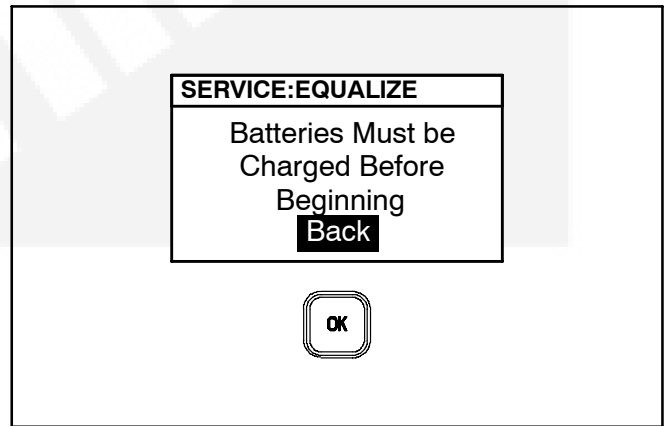 SERVICE:EQUALIZE
Batteries Must be
Charged Before
Beginning
Back
OK